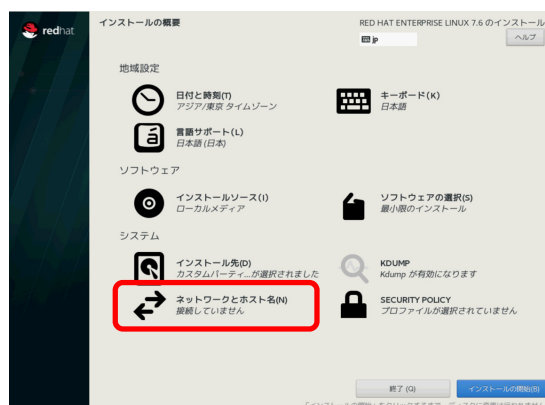 redhat
インストールの概要
RED HAT ENTERPRISE LINUX 7.6 のインストール
jp
ヘルプ
地域設定
日付と時刻(T)
アジア/東京 タイムゾーン
キーボード(K)
日本語
á
言語サポート(L)
日本語 (日本)
ソフトウェア
インストールソース(I)
ローカルメディア
ソフトウェアの選択(S)
最小限のインストール
システム
インストール先(D)
カスタムパーティ...が選択されました
KDUMP
Kdump が有効になります
ネットワークとホスト名(N)
接続していません
SECURITY POLICY
プロファイルが選択されていません
終了 (Q)
インストールの開始(B)